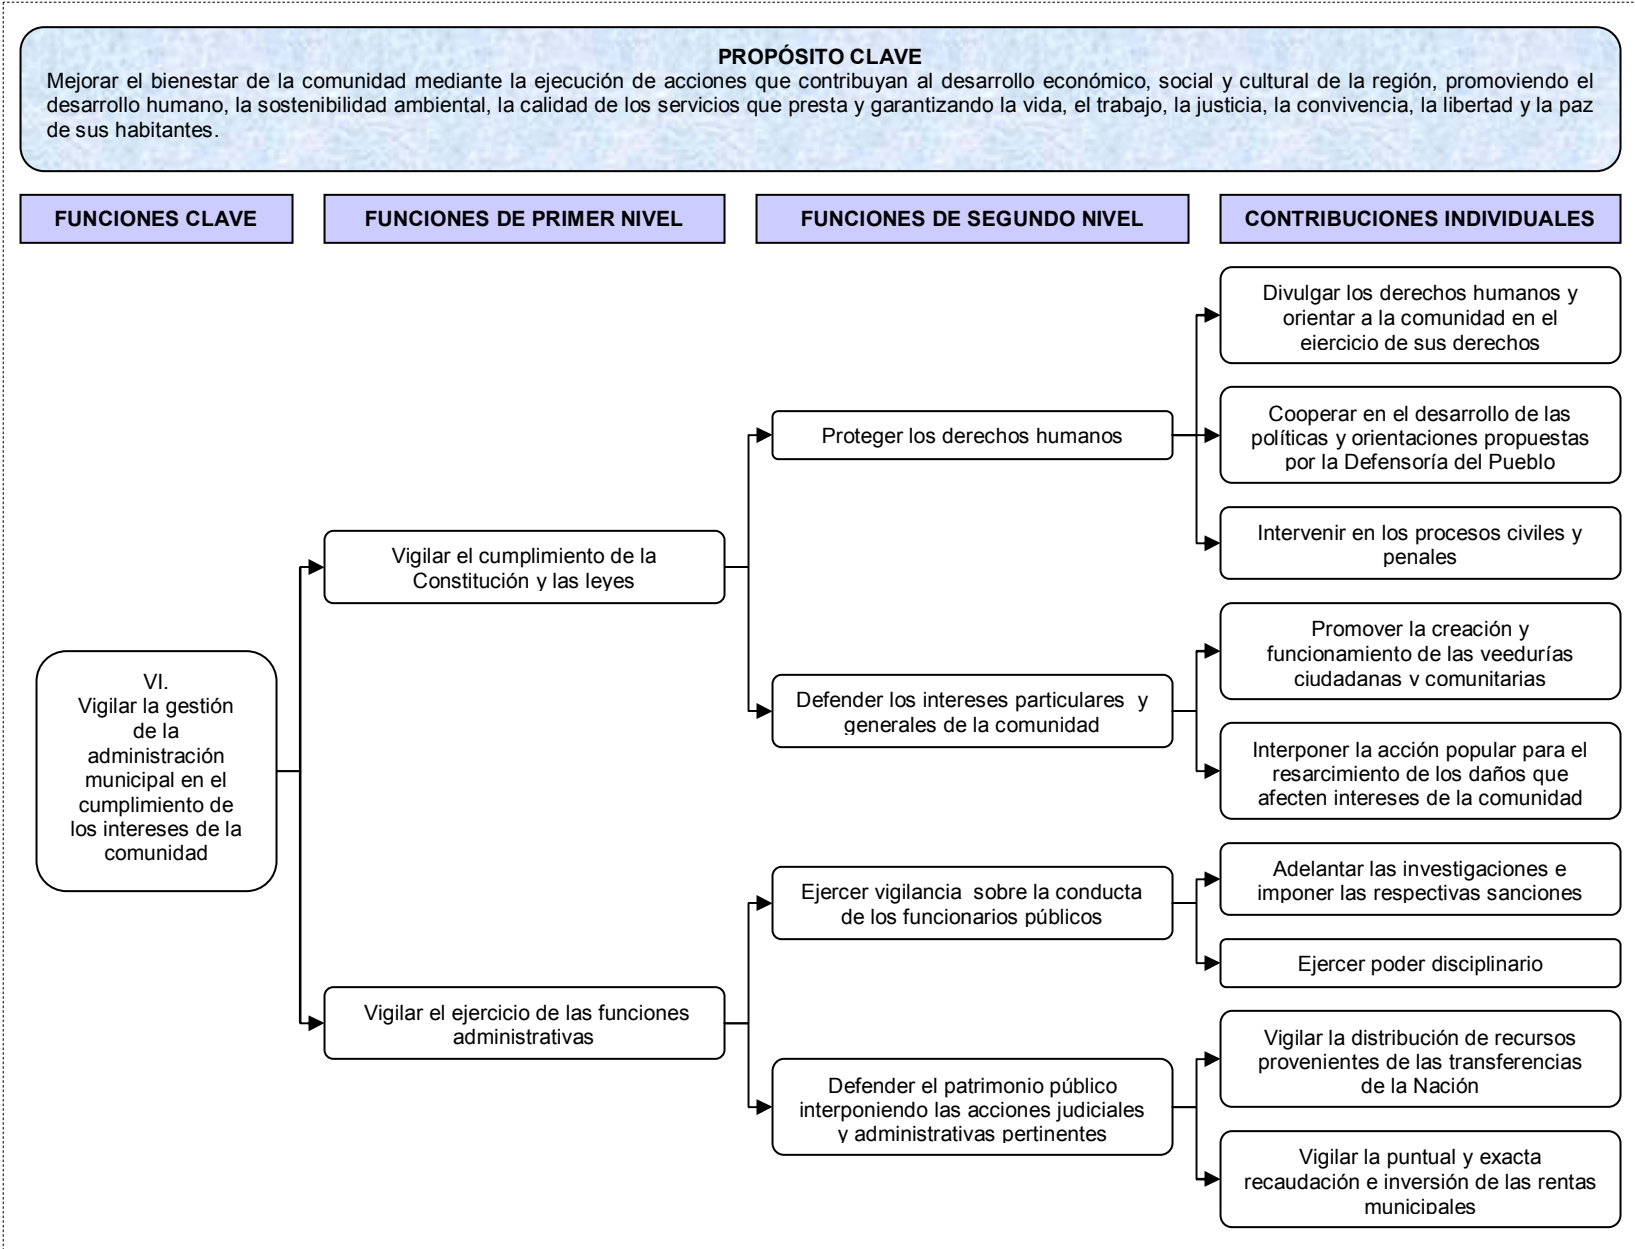 PROPÓSITO CLAVE
Mejorar el bienestar de la comunidad mediante la ejecución de acciones que contribuyan al desarrollo económico, social y cultural de la región, promoviendo el
desarrollo humano, la sostenibilidad ambiental, la calidad de los servicios que presta y garantizando la vida, el trabajo, la justicia, la convivencia, la libertad y la paz
de sus habitantes.
FUNCIONES CLAVE
FUNCIONES DE PRIMER NIVEL
FUNCIONES DE SEGUNDO NIVEL
CONTRIBUCIONES INDIVIDUALES
VI.
Vigilar la gestión
de la
administración
municipal en el
cumplimiento de
los intereses de la
comunidad
Vigilar el cumplimiento de la
Constitución y las leyes
Vigilar el ejercicio de las funciones
administrativas
Proteger los derechos humanos
Defender los intereses particulares y
generales de la comunidad
Ejercer vigilancia sobre la conducta
de los funcionarios públicos
Defender el patrimonio público
interponiendo las acciones judiciales
y administrativas pertinentes
Divulgar los derechos humanos y
orientar a la comunidad en el
ejercicio de sus derechos
Cooperar en el desarrollo de las
políticas y orientaciones propuestas
por la Defensoría del Pueblo
Intervenir en los procesos civiles y
penales
Promover la creación y
funcionamiento de las veedurías
ciudadanas y comunitarias
Interponer la acción popular para el
resarcimiento de los daños que
afecten intereses de la comunidad
Adelantar las investigaciones e
imponer las respectivas sanciones
Ejercer poder disciplinario
Vigilar la distribución de recursos
provenientes de las transferencias
de la Nación
Vigilar la puntual y exacta
recaudación e inversión de las rentas
municipales